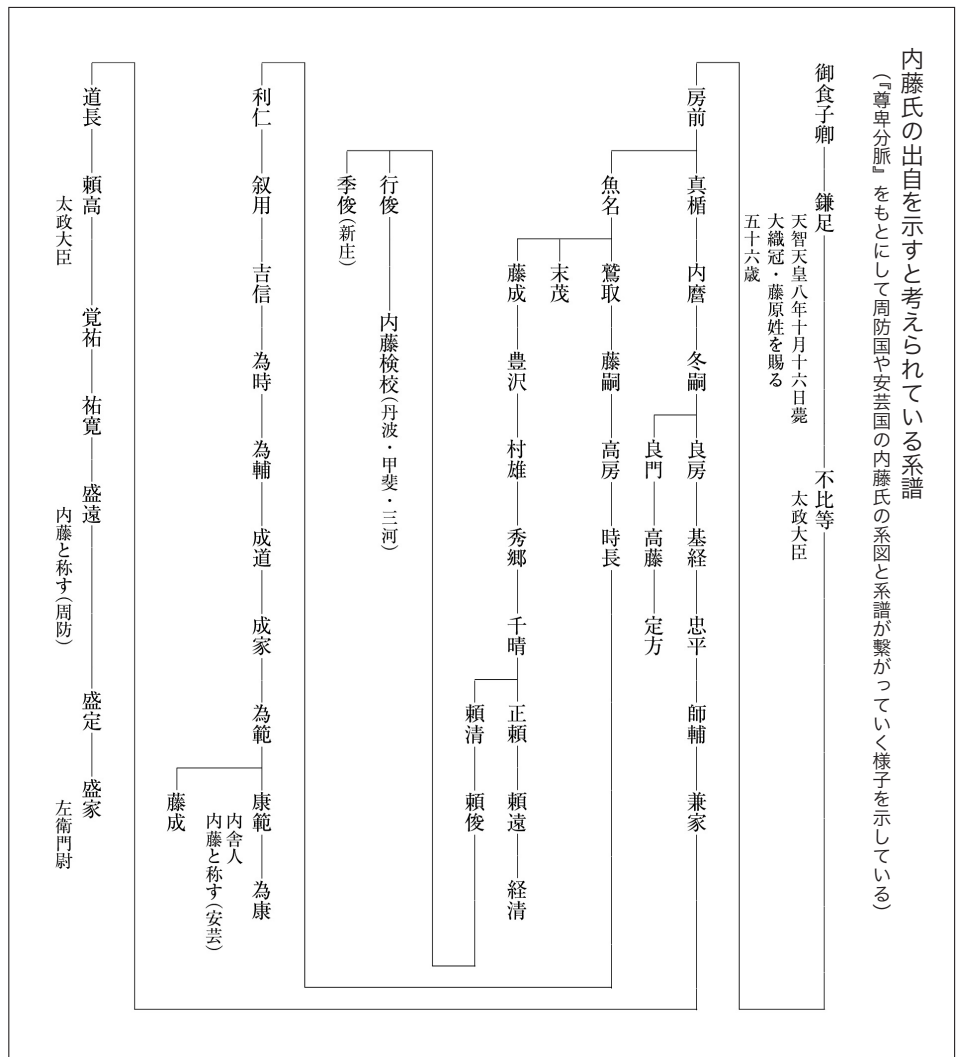 内藤氏の出自を示すと考えられている系譜
（『尊卑分脈』をもとにして周防国や安芸国の内藤氏の系図と系譜が繫がっていく様子を示している）
御食子卿
鎌足
天智天皇八年十月十六日薨
大織冠・藤原姓を賜る
五十六歳
不比等
太政大臣
房前
真楯
内麿
冬嗣
良房
基経
忠平
師輔
兼家
良門
高藤
定方
魚名
鷲取
藤嗣
高房
時長
末茂
藤成
豊沢
村雄
秀郷
千晴
正頼
頼遠
経清
頼清
頼俊
行俊
内藤検校（丹波・甲斐・三河）
季俊（新庄）
利仁
叙用
吉信
為時
為輔
成道
成家
為範
康範
内舎人
内藤と称す（安芸）
為康
藤成
道長
頼高
太政大臣
覚祐
祐寛
盛遠
内藤と称す（周防）
盛定
盛家
左衛門尉